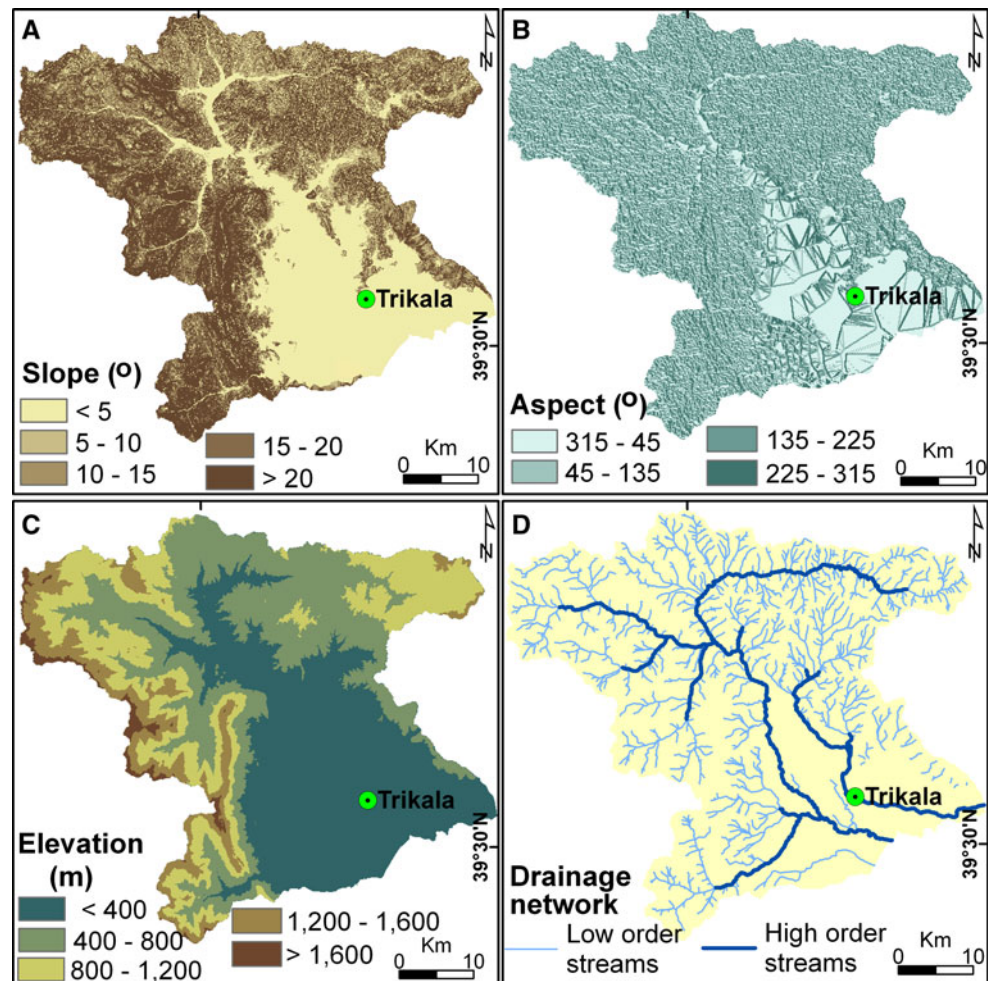 A
N
Trikala
39°30'N
Slope (º)
< 5
5 - 10
10 - 15
15 - 20
> 20
Km
0 10
B
N
Trikala
39°30'N
Aspect (º)
315 - 45
45 - 135
135 - 225
225 - 315
Km
0 10
C
N
Trikala
39°30'N
Elevation
(m)
< 400
400 - 800
800 - 1,200
1,200 - 1,600
> 1,600
Km
0 10
D
N
Trikala
39°30'N
Drainage
network
Low order
streams
High order
streams
Km
0 10